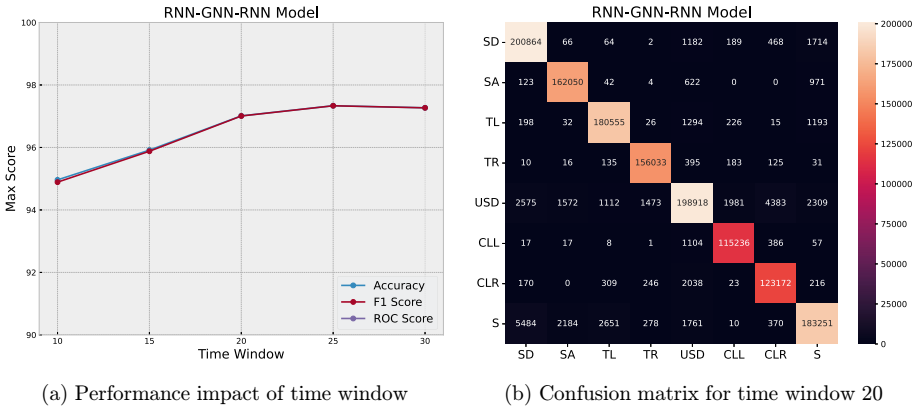 RNN-GNN-RNN Model
100
98
96
94
92
90
Max Score
10
15
20
25
30
Time Window
Accuracy
F1 Score
ROC Score
(a) Performance impact of time window
RNN-GNN-RNN Model
SD 200864 66 64 2 1182 189 468 1714
SA 123 162050 42 4 622 0 0 971
TL 198 32 180555 26 1294 226 15 1193
TR 10 16 135 156033 395 183 125 31
USD 2575 1572 1112 1473 198918 1981 4383 2309
CLL 17 17 8 1 1104 115236 386 57
CLR 170 0 309 246 2038 23 123172 216
S 5484 2184 2651 278 1761 10 370 183251
SD SA TL TR USD CLL CLR S
200000
175000
150000
125000
100000
75000
50000
25000
0
(b) Confusion matrix for time window 20